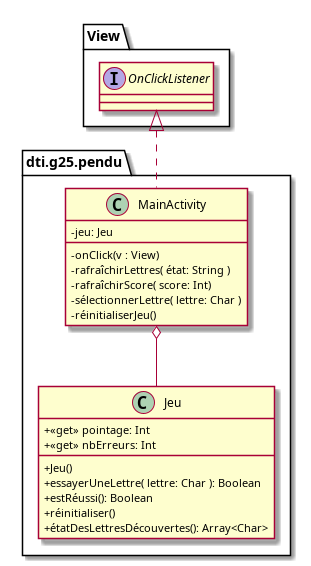 View
I OnClickListener
dti.g25.pendu
C MainActivity
-jeu: Jeu
-onClick(v : View)
-rafraîchirLettres( état: String )
-rafraîchirScore( score: Int)
-sélectionnerLettre( lettre: Char )
-réinitialiserJeu()
C Jeu
+«get» pointage: Int
+«get» nbErreurs: Int
+Jeu()
+essayerUneLettre( lettre: Char ): Boolean
+estRéussi(): Boolean
+réinitialiser()
+étatDesLettresDécouvertes(): Array<Char>